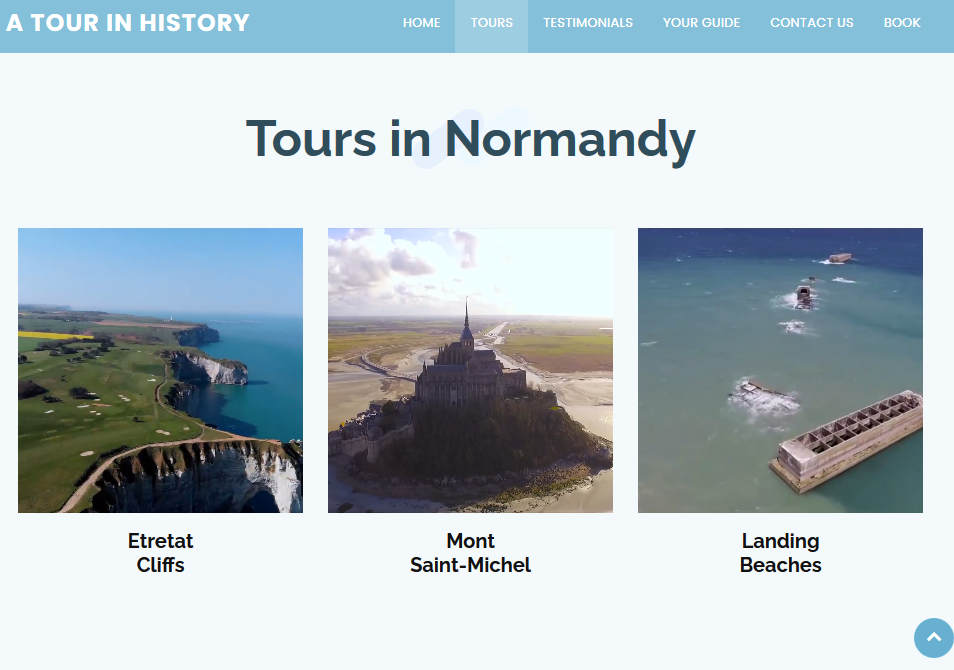 A TOUR IN HISTORY
HOME TOURS TESTIMONIALS YOUR GUIDE CONTACT US BOOK
Tours in Normandy
Etretat
Cliffs
Mont
Saint-Michel
Landing
Beaches